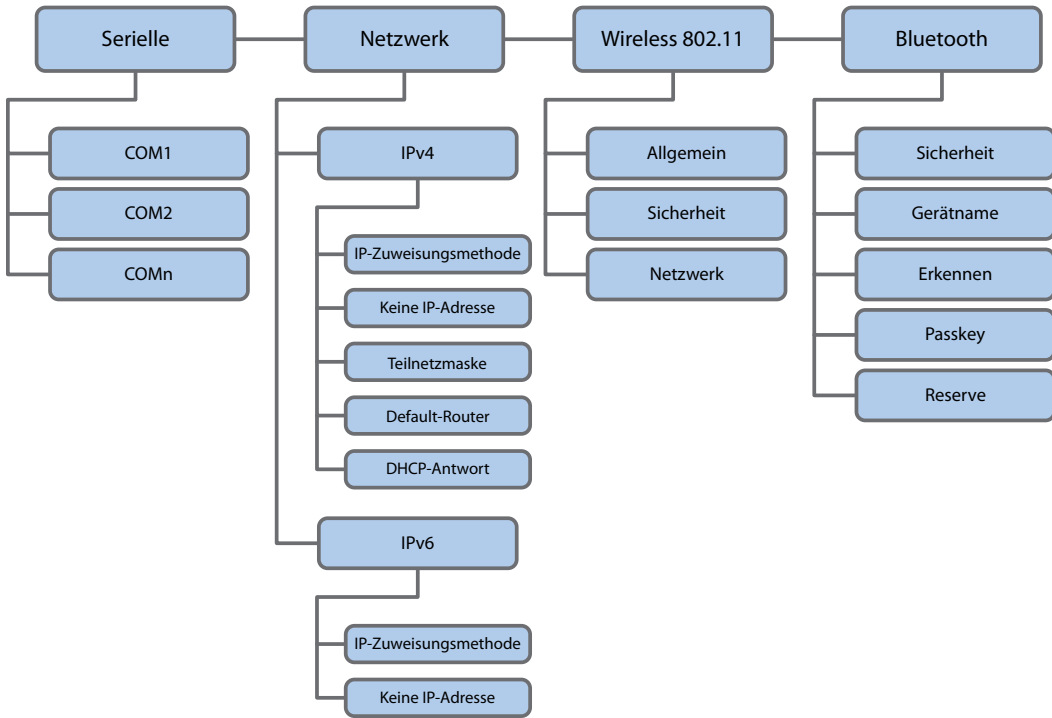 Serielle
Netzwerk
Wireless 802.11
Bluetooth
COM1
COM2
COMn
IPv4
IP-Zuweisungsmethode
Keine IP-Adresse
Teilnetzmaske
Default-Router
DHCP-Antwort
IPv6
IP-Zuweisungsmethode
Keine IP-Adresse
Allgemein
Sicherheit
Netzwerk
Sicherheit
Gerätname
Erkennen
Passkey
Reserve